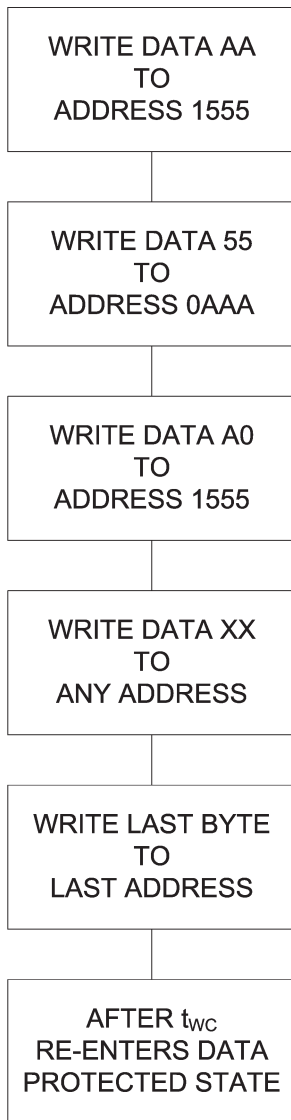 WRITE DATA AA
TO
ADDRESS 1555
WRITE DATA 55
TO
ADDRESS 0AAA
WRITE DATA A0
TO
ADDRESS 1555
WRITE DATA XX
TO
ANY ADDRESS
WRITE LAST BYTE
TO
LAST ADDRESS
AFTER tWC
RE-ENTERS DATA
PROTECTED STATE